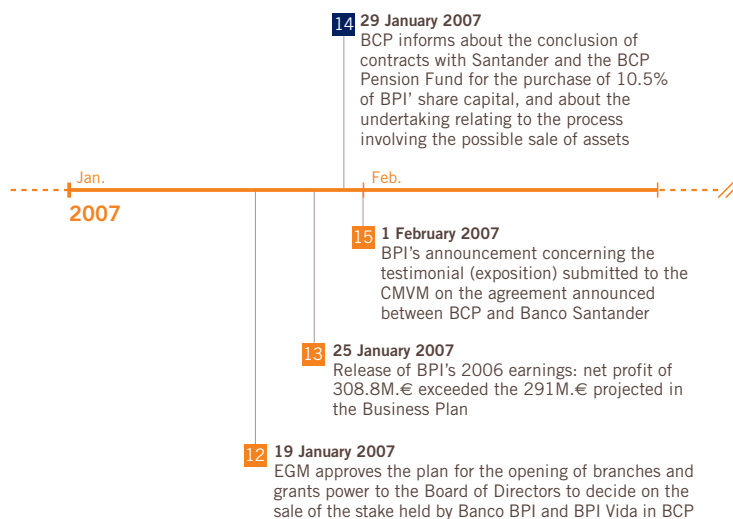 14 29 January 2007
BCP informs about the conclusion of
contracts with Santander and the BCP
Pension Fund for the purchase of 10.5%
of BPI’ share capital, and about the
undertaking relating to the process
involving the possible sale of assets
Jan. Feb.
2007
15 1 February 2007
BPI’s announcement concerning the
testimonial (exposition) submitted to the
CMVM on the agreement announced
between BCP and Banco Santander
13 25 January 2007
Release of BPI’s 2006 earnings: net profit of
308.8M.€ exceeded the 291M.€ projected in
the Business Plan
12 19 January 2007
EGM approves the plan for the opening of branches and
grants power to the Board of Directors to decide on the
sale of the stake held by Banco BPI and BPI Vida in BCP